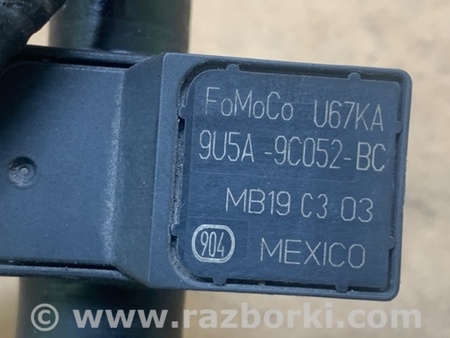 FoMoCo U67KA
9U5A-9C052-BC
MB19 C3 03
904 MEXICO
© www.razborki.com